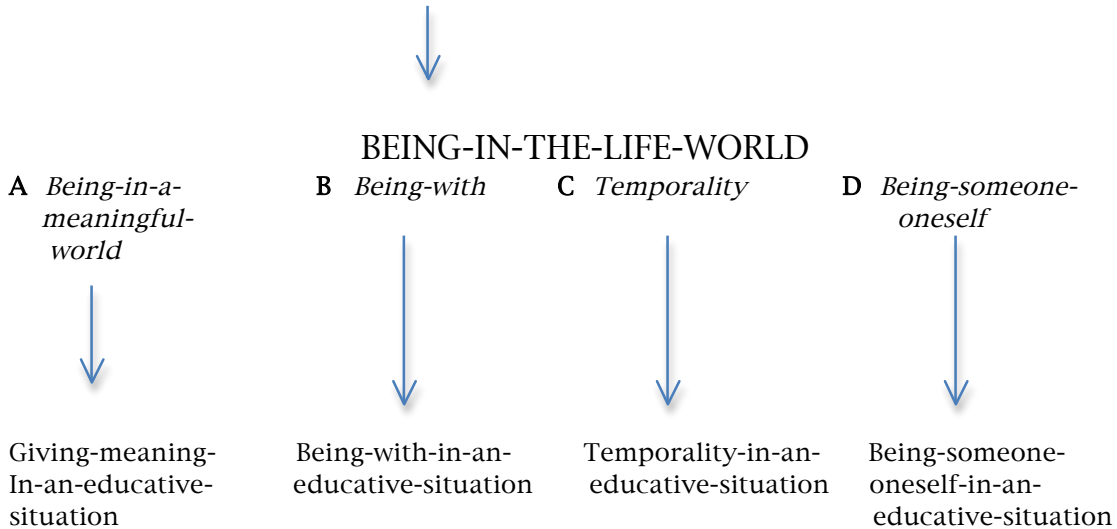 BEING-IN-THE-LIFE-WORLD
A Being-in-a-
meaningful-
world
B Being-with
C Temporality
D Being-someone-
oneself
Giving-meaning-
In-an-educative-
situation
Being-with-in-an-
educative-situation
Temporality-in-an-
educative-situation
Being-someone-
oneself-in-an-
educative-situation